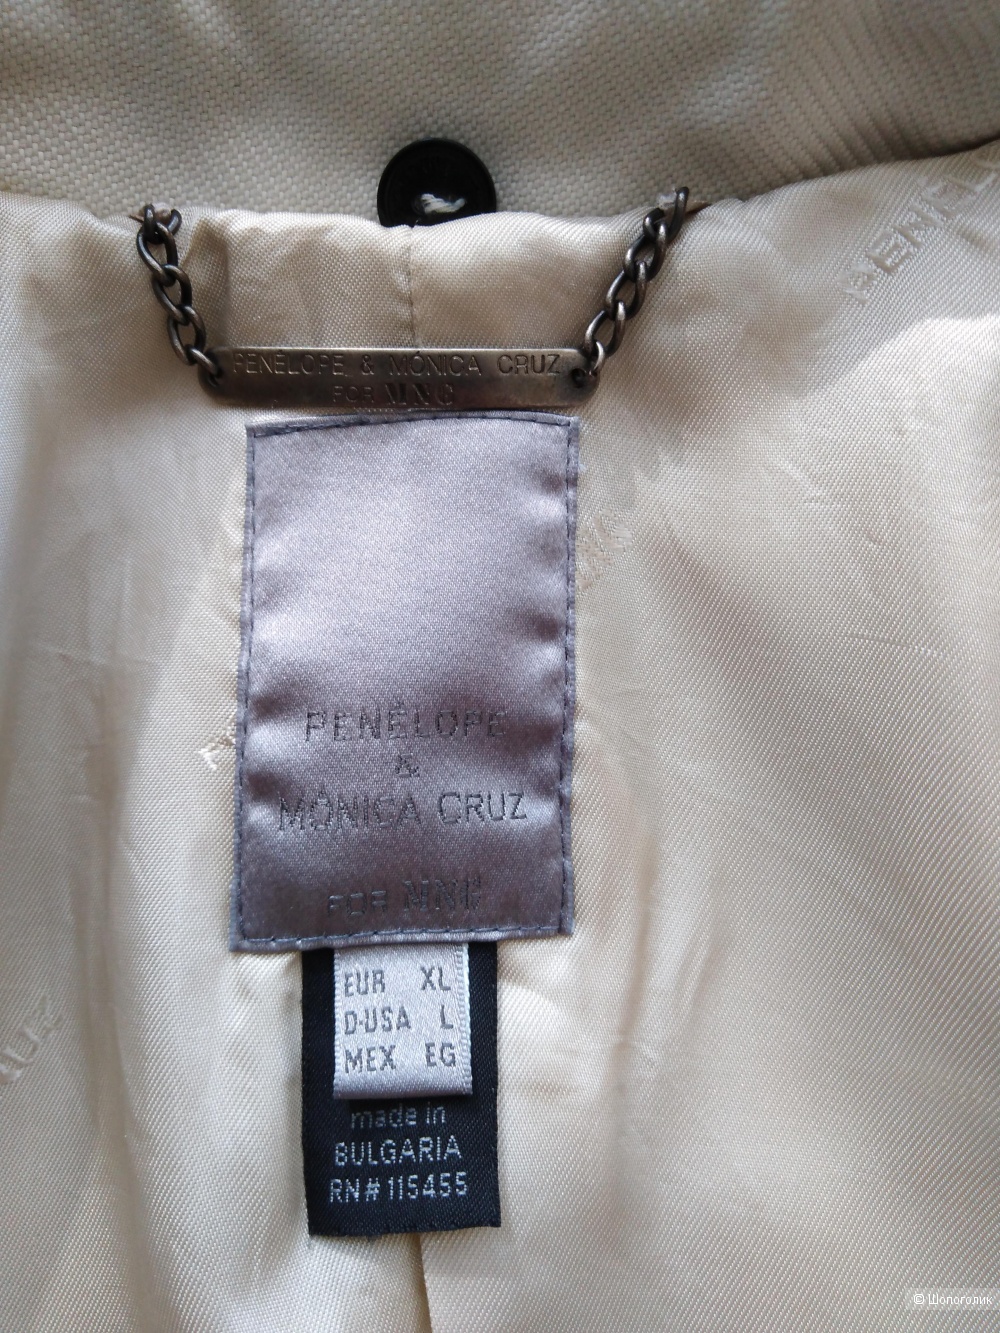 PENÉLOPE & MÓNICA CRUZ
FOR MNG
PENÉLOPE
&
MÓNICA CRUZ
FOR MNG
EUR XL
D-USA L
MEX EG
made in
BULGARIA
RN# 115455
© Шопоголик